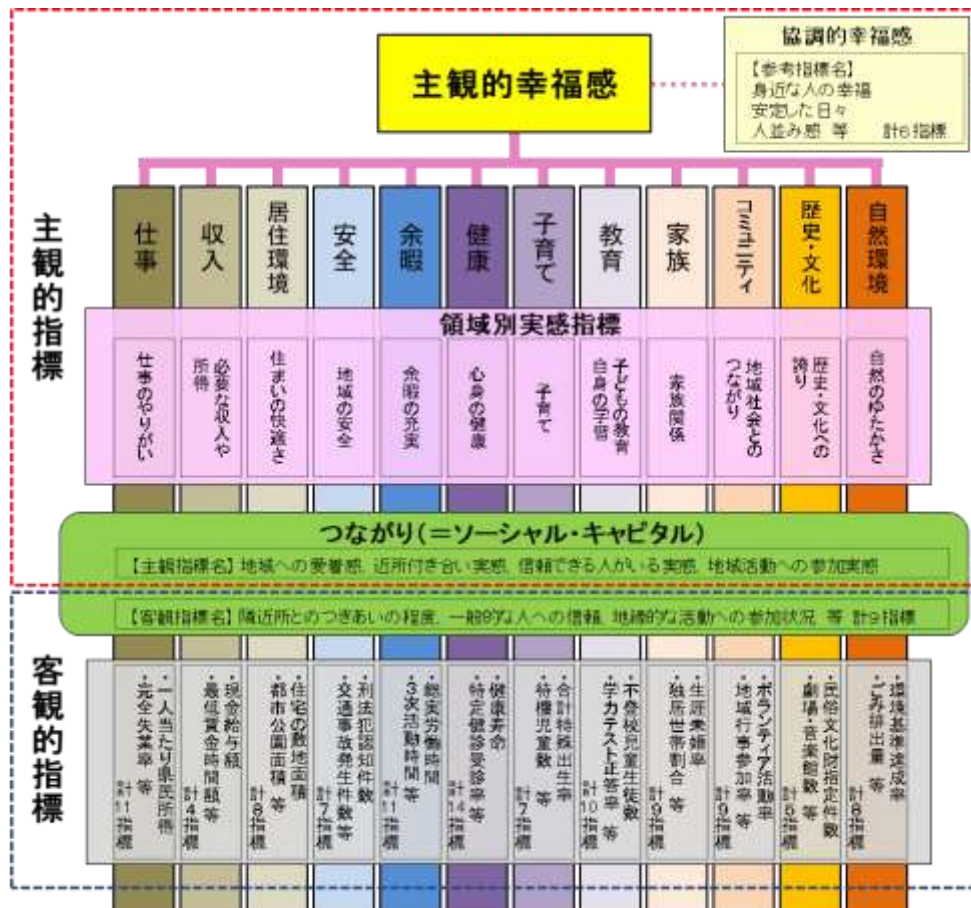 主観的幸福感
協調的幸福感
【参考指標名】
身近な人の幸福
安定した日々
人並み感 等　計6指標
主観的指標
仕事
収入
居住環境
安全
余暇
健康
子育て
教育
家族
コミュニティ
歴史・文化
自然環境
領域別実感指標
仕事のやりがい
必要な収入や
所得
住まいの快適さ
地域の安全
余暇の充実
心身の健康
子育て
子どもの教育
自身の学習
家族関係
地域社会との
つながり
歴史・文化への
誇り
自然のゆたかさ
つながり(=ソーシャル・キャピタル)
【主観指標名】地域への愛着感、近所付き合い実感、信頼できる人がいる実感、地域活動への参加実感
【客観指標名】隣近所とのつきあいの程度、一般的な人への信頼、地縁的な活動への参加状況 等 計9指標
客観的指標
・一人当たり県民所得
・完全失業率 等
計11指標
・現金給与額
・最低賃金時間額 等
計4指標
・住宅の敷地面積
・都市公園面積 等
計8指標
・刑法犯認知件数
・交通事故発生件数 等
計7指標
・総実労働時間
・3次活動時間 等
計11指標
・健康寿命
・特定健診受診率 等
計14指標
・合計特殊出生率
・待機児童数 等
計7指標
・不登校児童生徒数
・学力テスト正答率 等
計10指標
・生涯未婚率
・独居世帯割合 等
計9指標
・ボランティア活動率
・地域行事参加率 等
計9指標
・民俗文化財指定件数
・劇場・音楽館数 等
計5指標
・環境基準達成率
・ごみ排出量 等
計8指標